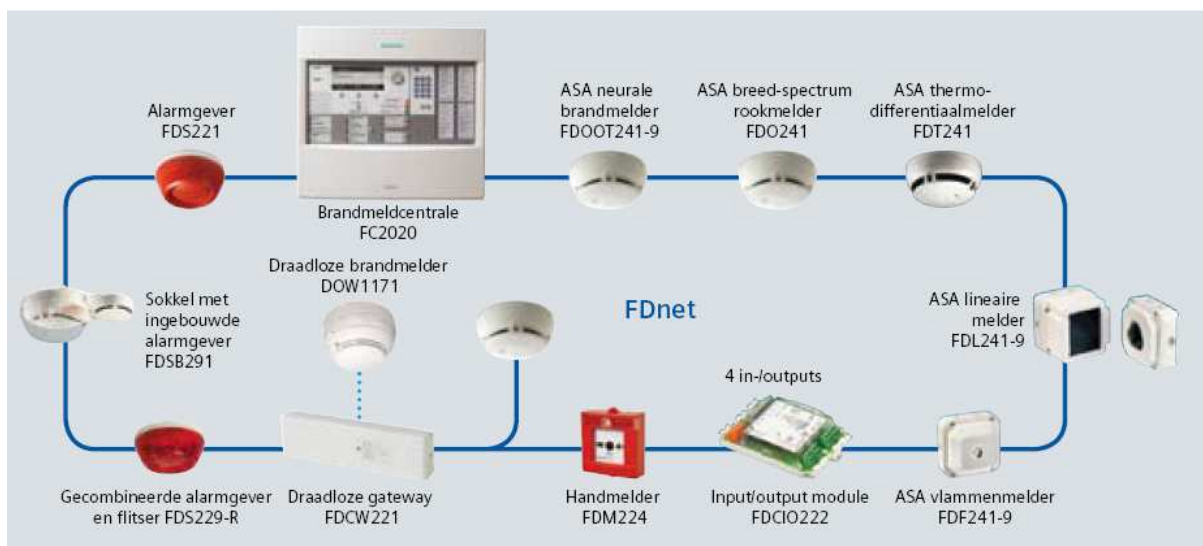 Alarmgever
FDS221
Brandmeldcentrale
FC2020
ASA neurale
brandmelder
FDOOT241-9
ASA breed-spectrum
rookmelder
FDO241
ASA thermo-
differentiaalmelder
FDT241
Sokkel met
ingebouwde
alarmgever
FDSB291
Draadloze brandmelder
DOW1171
FDnet
ASA lineaire
melder
FDL241-9
4 in-/outputs
Gecombineerde alarmgever
en flitser FDS229-R
Draadloze gateway
FDCW221
Handmelder
FDM224
Input/output module
FDCIO222
ASA vlammenmelder
FDF241-9